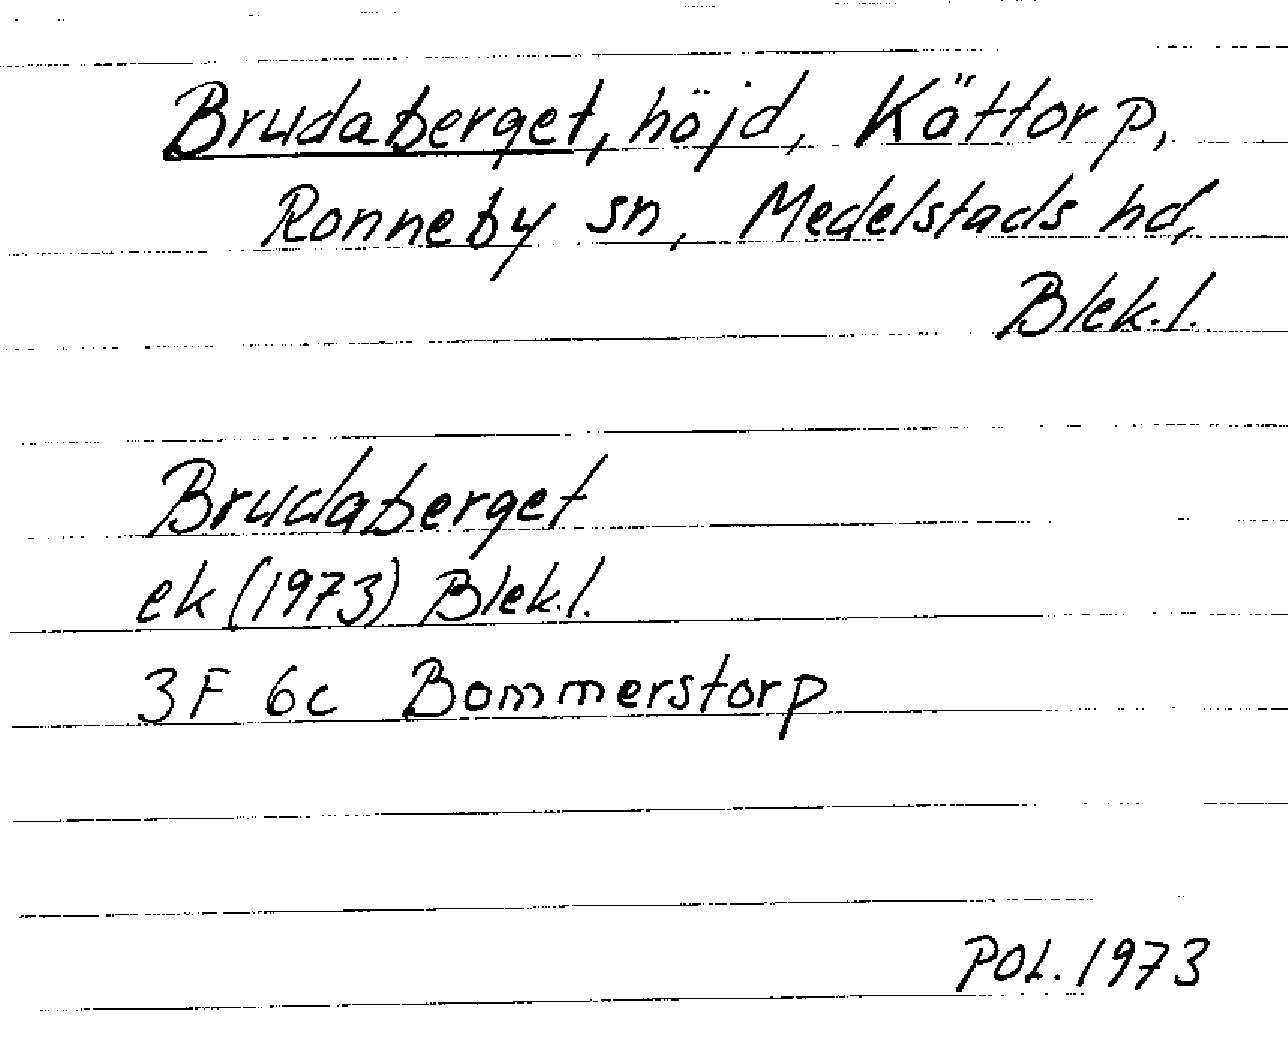 Brudaberget, höjd, Kättorp,
Ronneby sn, Medelstads hd,
Blek.l.
Brudaberget
ek (1973) Blek.l.
3F 6c Bommerstorp
POL. 1973